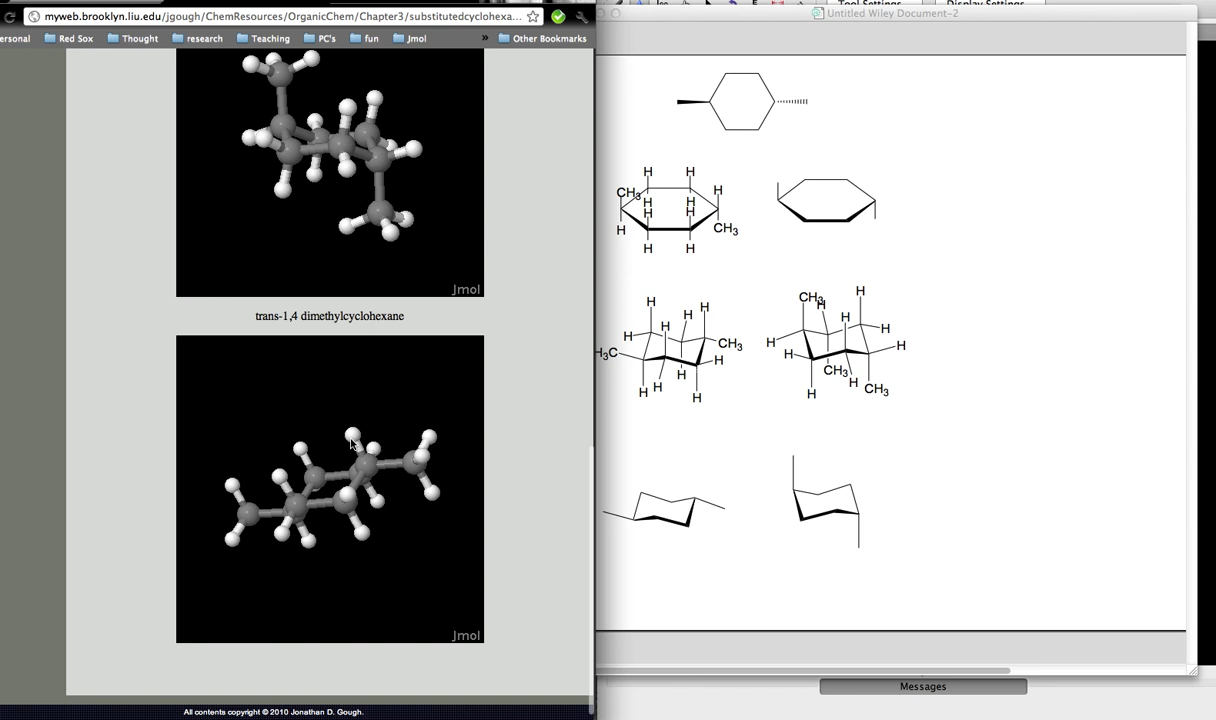 myweb.brooklyn.liu.edu/jgough/ChemResources/OrganicChem/Chapter3/substitutedcyclohexa...
ersonal Red Sox Thought research Teaching PC's fun Jmol » Other Bookmarks
Jmol
trans-1,4 dimethylcyclohexane
Jmol
All contents copyright © 2010 Jonathan D. Gough.
Tool Settings Display Settings
Untitled Wiley Document-2
H H
CH3 H H H
H H
H CH3
H H
H H H
H H
CH3
H3C H
H
H H
H
CH3 H H
H H
H H
H
CH3 H
H CH3
Messages